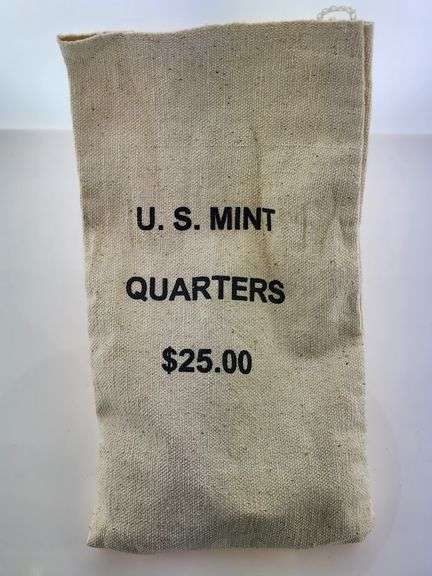 U. S. MINT
QUARTERS
$25.00